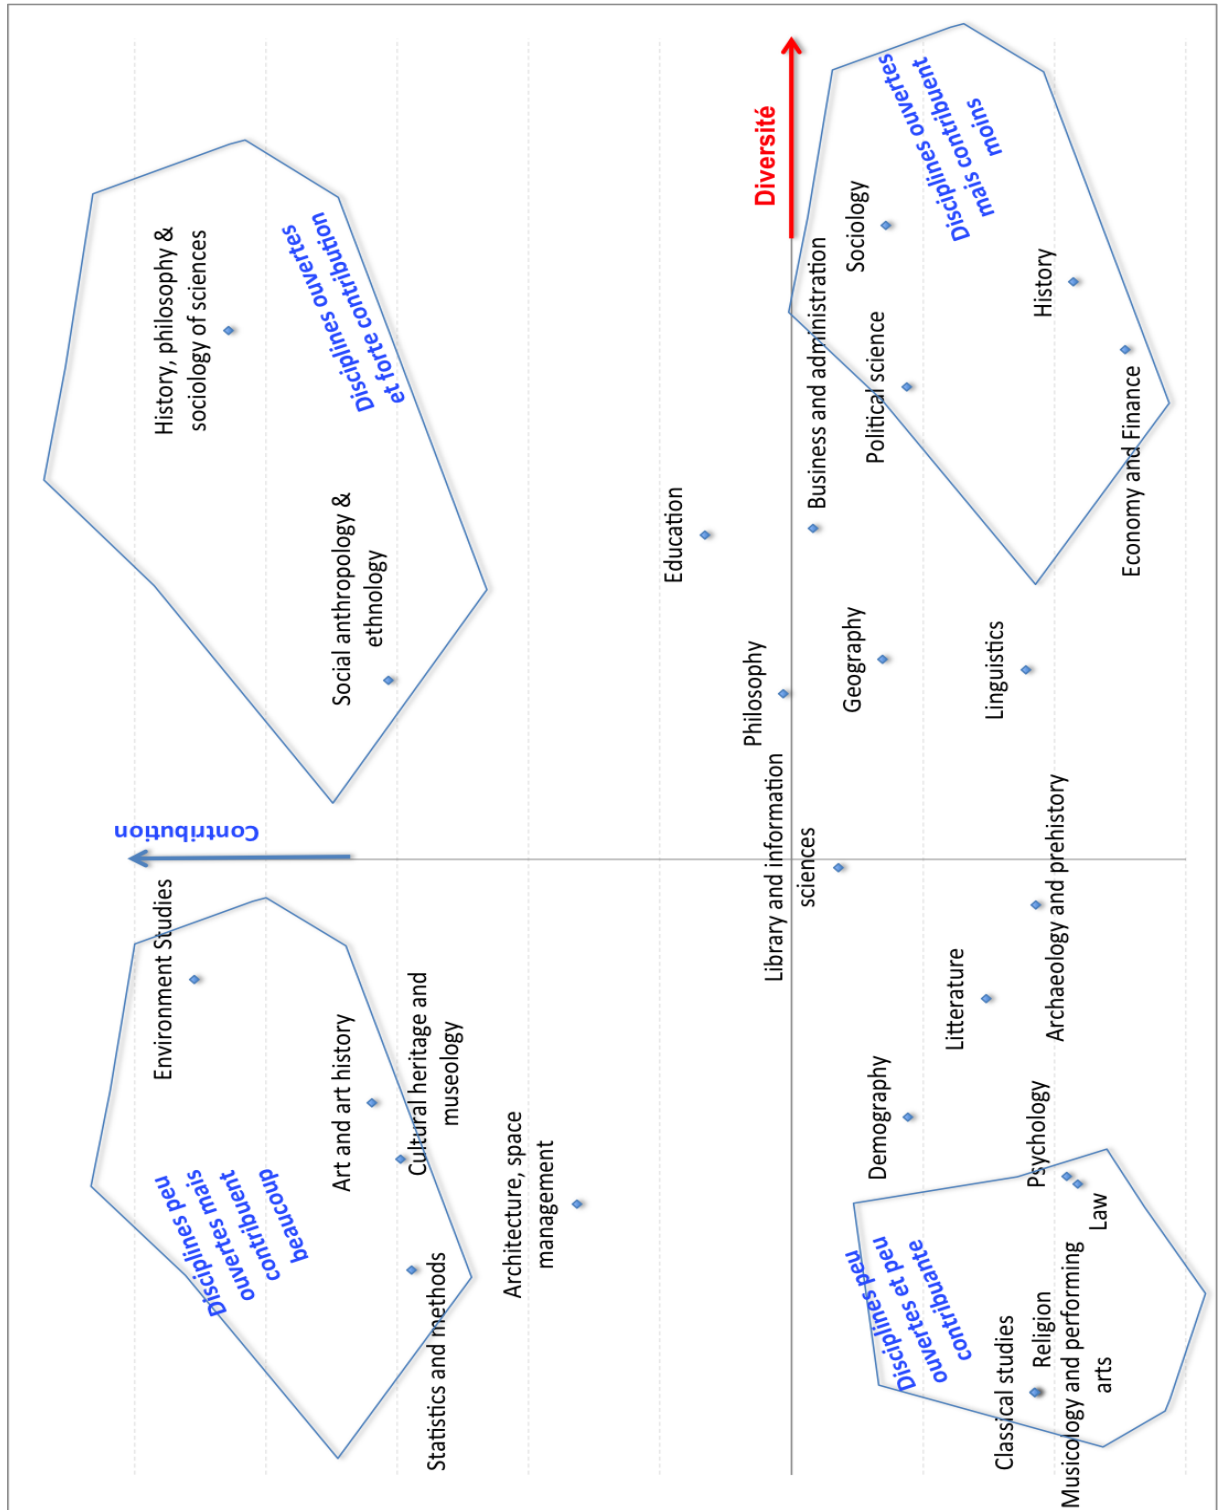 Disciplines peu
ouvertes mais
contribuent
beaucoup
Environment Studies
Art and art history
Cultural heritage and
museology
Statistics and methods
Architecture, space
management
Contribution
History, philosophy &
sociology of sciences
Disciplines ouvertes
et forte contribution
Social anthropology &
ethnology
Education
Philosophy
Diversité
Library and information
sciences
Demography
Litterature
Archaeology and prehistory
Psychology
Law
Disciplines peu
ouvertes et peu
contribuante
Classical studies
Religion
Musicology and performing
arts
Business and administration
Geography
Sociology
Political science
Linguistics
Disciplines ouvertes
mais contribuent
moins
History
Economy and Finance